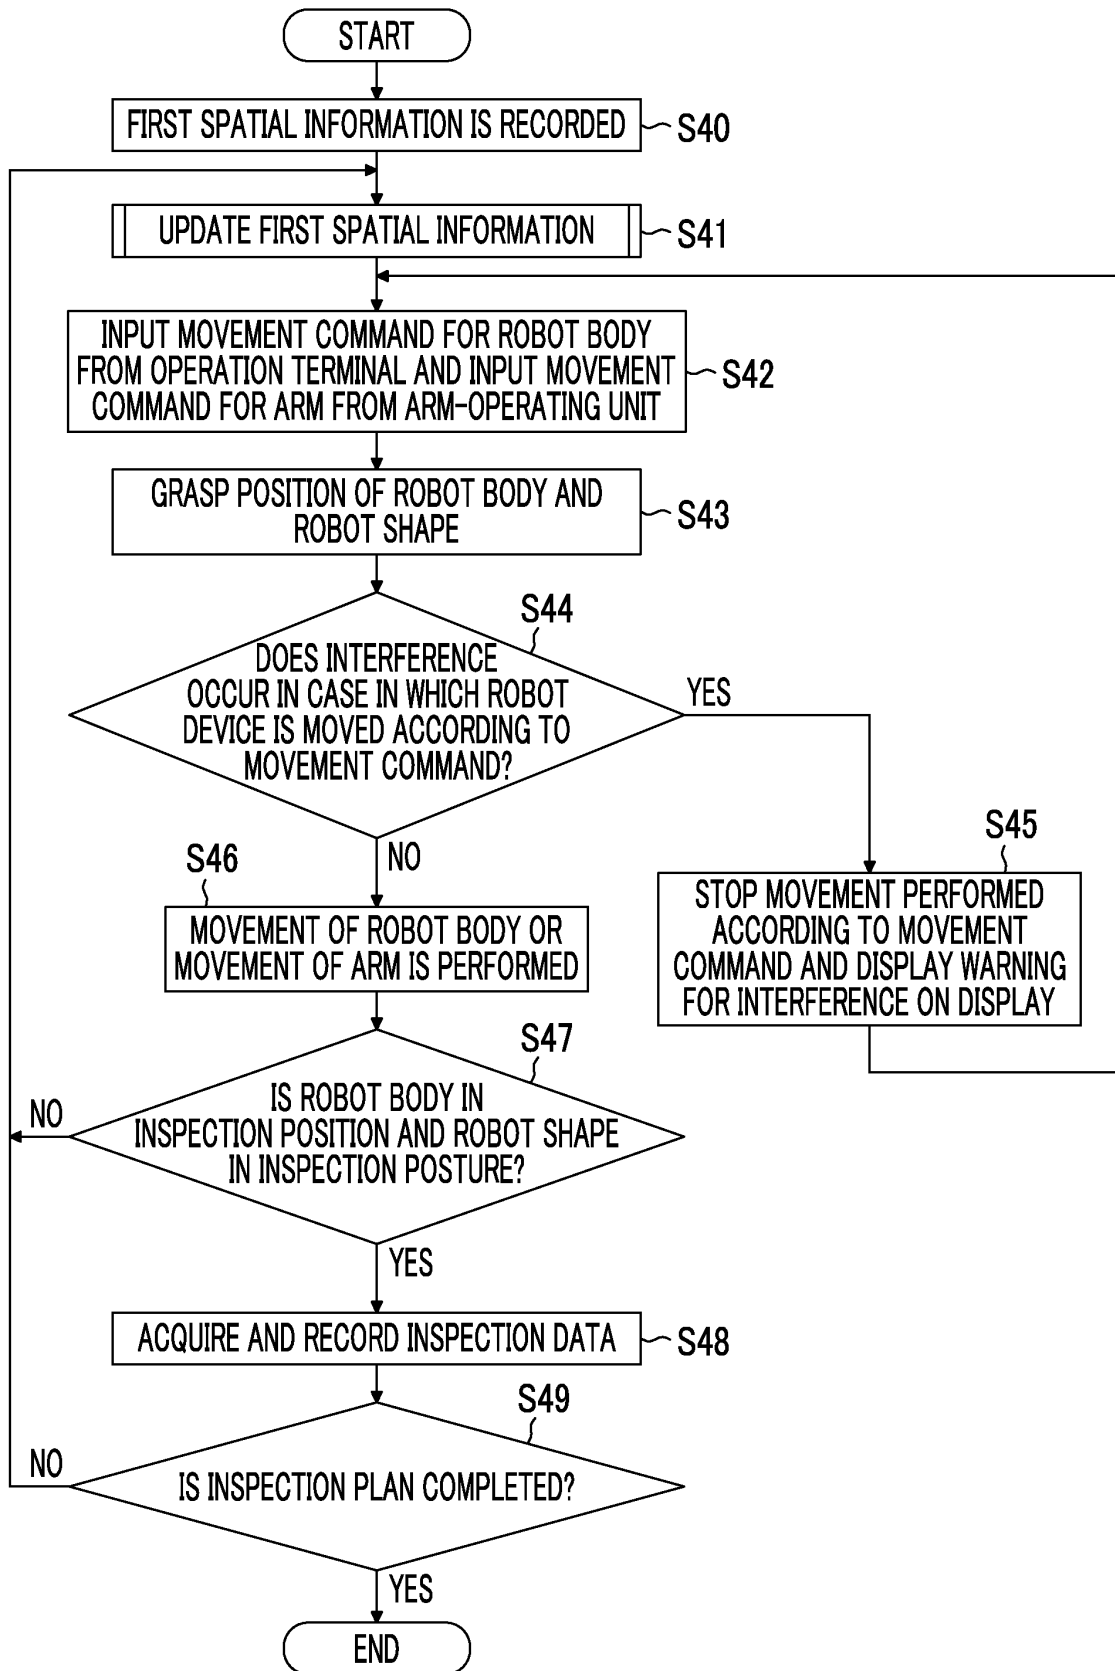 START
FIRST SPATIAL INFORMATION IS RECORDED
S40
UPDATE FIRST SPATIAL INFORMATION
S41
INPUT MOVEMENT COMMAND FOR ROBOT BODY
FROM OPERATION TERMINAL AND INPUT MOVEMENT
COMMAND FOR ARM FROM ARM-OPERATING UNIT
S42
GRASP POSITION OF ROBOT BODY AND
ROBOT SHAPE
S43
S44
DOES INTERFERENCE
OCCUR IN CASE IN WHICH ROBOT
DEVICE IS MOVED ACCORDING TO
MOVEMENT COMMAND?
YES
NO
S45
STOP MOVEMENT PERFORMED
ACCORDING TO MOVEMENT
COMMAND AND DISPLAY WARNING
FOR INTERFERENCE ON DISPLAY
S46
MOVEMENT OF ROBOT BODY OR
MOVEMENT OF ARM IS PERFORMED
S47
IS ROBOT BODY IN
INSPECTION POSITION AND ROBOT SHAPE
IN INSPECTION POSTURE?
NO
YES
ACQUIRE AND RECORD INSPECTION DATA
S48
S49
IS INSPECTION PLAN COMPLETED?
NO
YES
END